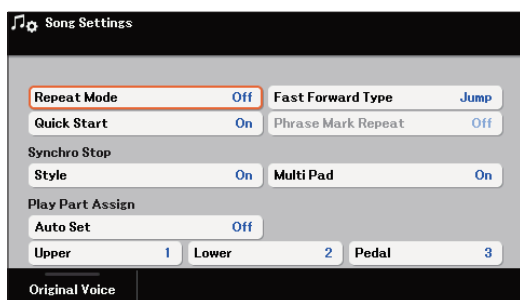 Song Settings
Repeat Mode Off Fast Forward Type Jump
Quick Start On Phrase Mark Repeat Off
Synchro Stop
Style On Multi Pad On
Play Part Assign
Auto Set Off
Upper 1 Lower 2 Pedal 3
Original Voice